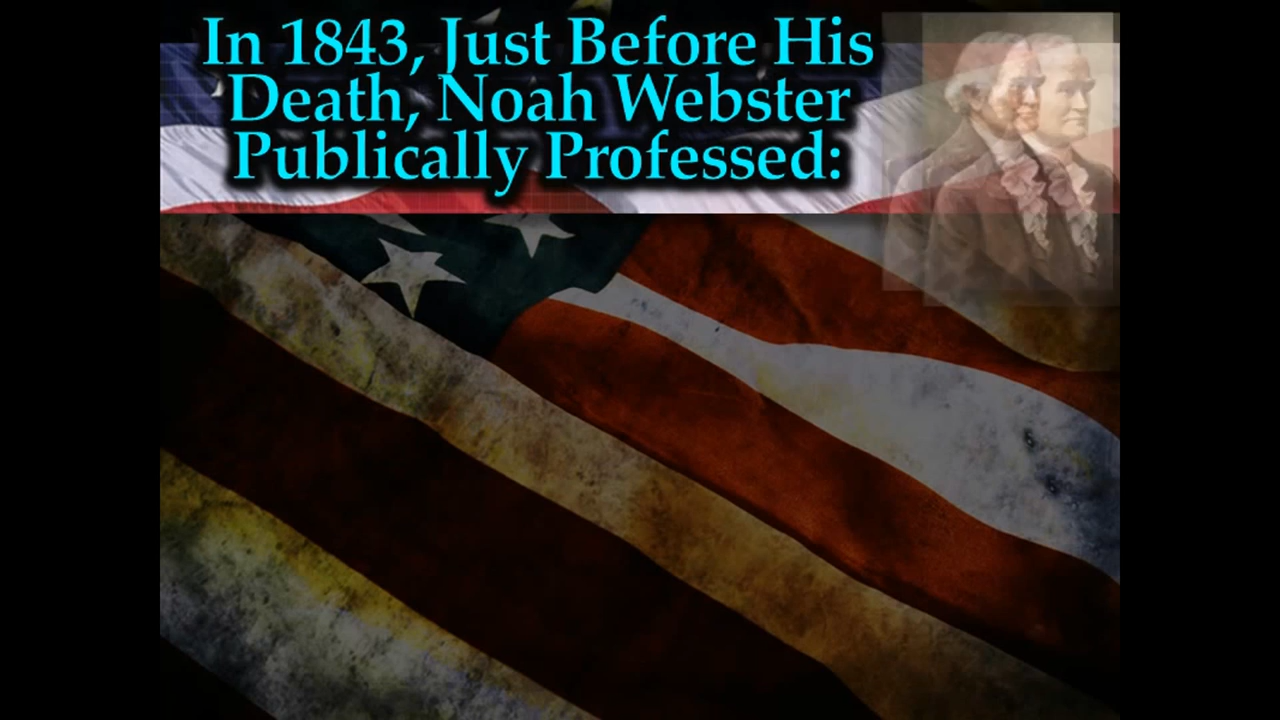 In 1843, Just Before His
Death, Noah Webster
Publically Professed: